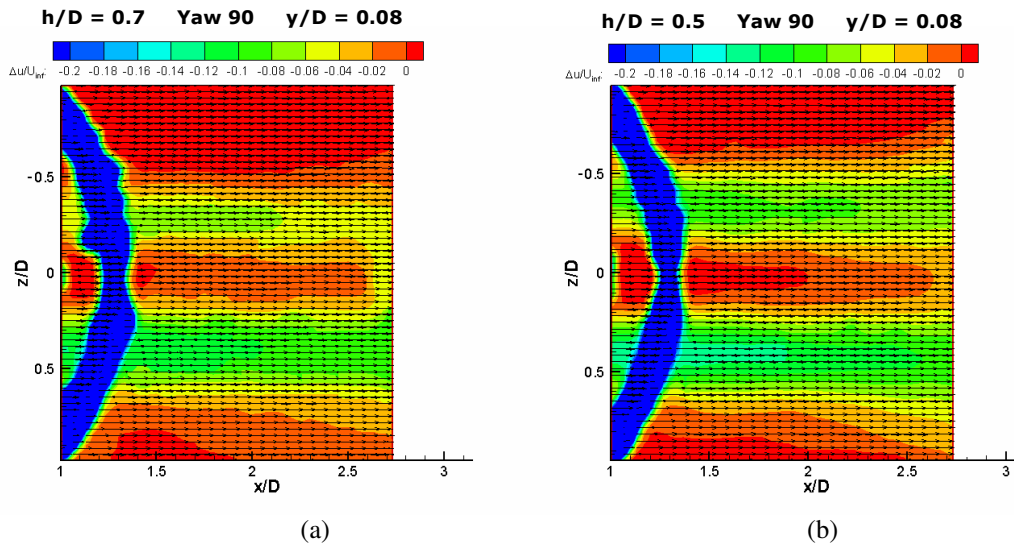 h/D = 0.7 Yaw 90 y/D = 0.08
Δu/Uinf: -0.2 -0.18 -0.16 -0.14 -0.12 -0.1 -0.08 -0.06 -0.04 -0.02 0
-0.5
0
0.5
z/D
1 1.5 2 2.5 3
x/D
(a)
h/D = 0.5 Yaw 90 y/D = 0.08
Δu/Uinf: -0.2 -0.18 -0.16 -0.14 -0.12 -0.1 -0.08 -0.06 -0.04 -0.02 0
-0.5
0
0.5
z/D
1 1.5 2 2.5 3
x/D
(b)